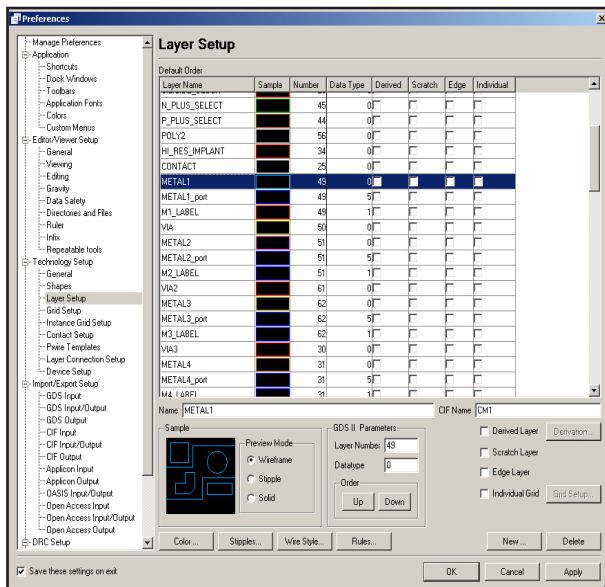 Preferences
Manage Preferences
Application
Shortcuts
Dock Windows
Toolbars
Application Fonts
Colors
Custom Menus
Editor/Viewer Setup
General
Viewing
Editing
Gravity
Data Safety
Directories and Files
Ruler
Infix
Repeatable tools
Technology Setup
General
Shapes
Layer Setup
Grid Setup
Instance Grid Setup
Contact Setup
Pwire Templates
Layer Connection Setup
Device Setup
Import/Export Setup
GDS Input
GDS Input/Output
GDS Output
CIF Input
CIF Input/Output
CIF Output
Applicon Input
Applicon Output
OASIS Input/Output
Open Access Input
Open Access Input/Output
Open Access Output
DRC Setup
Layer Setup
Default Order
Layer Name Sample Number Data Type Derived Scratch Edge Individual
N_PLUS_SELECT 45 0
P_PLUS_SELECT 44 0
POLY2 56 0
HI_RES_IMPLANT 34 0
CONTACT 25 0
METAL1 49 0
METAL1_port 49 5
M1_LABEL 49 1
VIA 50 0
METAL2 51 0
METAL2_port 51 5
M2_LABEL 51 1
VIA2 61 0
METAL3 62 0
METAL3_port 62 5
M3_LABEL 62 1
VIA3 30 0
METAL4 31 0
METAL4_port 31 5
M4_LABEL 31 1
Name METAL1 CIF Name CM1
Sample
Preview Mode
Wireframe
Stipple
Solid
GDS II Parameters
Layer Number 49
Datatype 0
Order
Up Down
Derived Layer Derivation...
Scratch Layer
Edge Layer
Individual Grid Grid Setup...
Color ... Stipples... Wire Style... Rules... New ... Delete
Save these settings on exit OK Cancel Apply